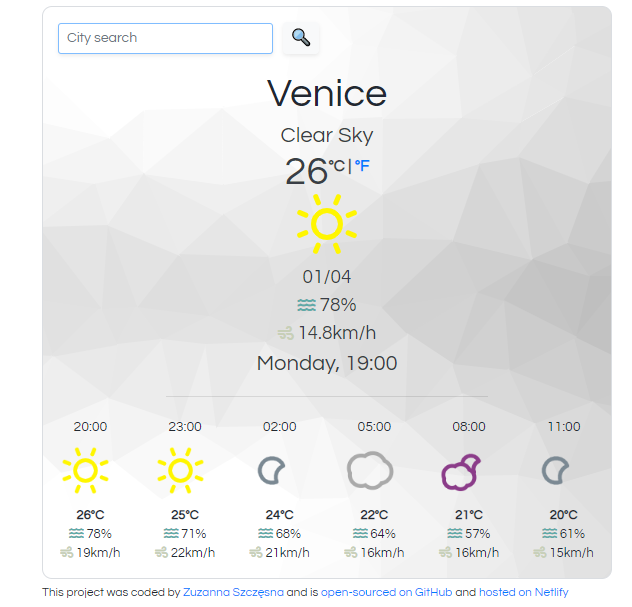 City search
Venice
Clear Sky
26°C | °F
01/04
78%
14.8km/h
Monday, 19:00
20:00 23:00 02:00 05:00 08:00 11:00
26°C 25°C 24°C 22°C 21°C 20°C
78% 71% 68% 64% 57% 61%
19km/h 22km/h 21km/h 16km/h 16km/h 15km/h
This project was coded by Zuzanna Szczęsna and is open-sourced on GitHub and hosted on Netlify